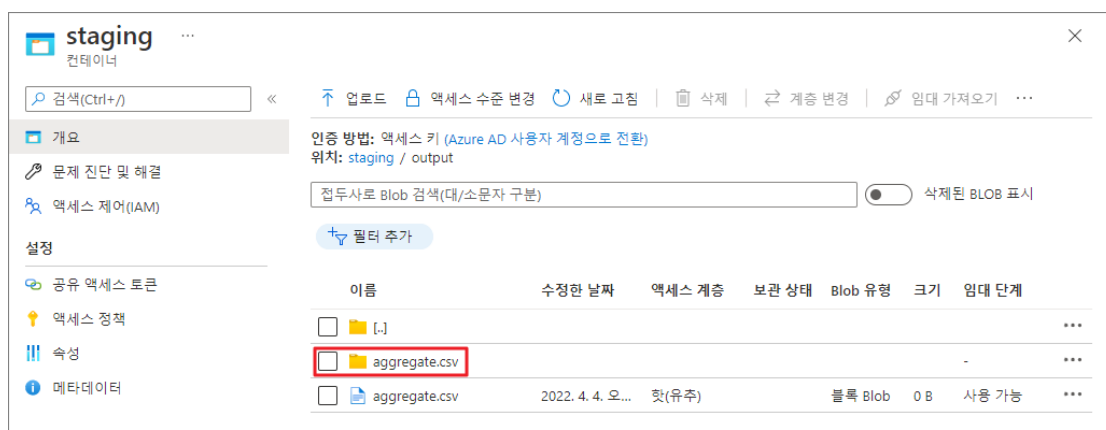 staging ...
컨테이너
검색(Ctrl+/)
업로드 액세스 수준 변경 새로 고침 삭제 계층 변경 임대 가져오기 ...
개요
문제 진단 및 해결
액세스 제어(IAM)
설정
공유 액세스 토큰
액세스 정책
속성
메타데이터
인증 방법: 액세스 키 (Azure AD 사용자 계정으로 전환)
위치: staging / output
접두사로 Blob 검색(대/소문자 구분)
삭제된 BLOB 표시
필터 추가
이름 수정한 날짜 액세스 계층 보관 상태 Blob 유형 크기 임대 단계
[..]
aggregate.csv -
aggregate.csv 2022. 4. 4. 오... 핫(유추) 블록 Blob 0 B 사용 가능